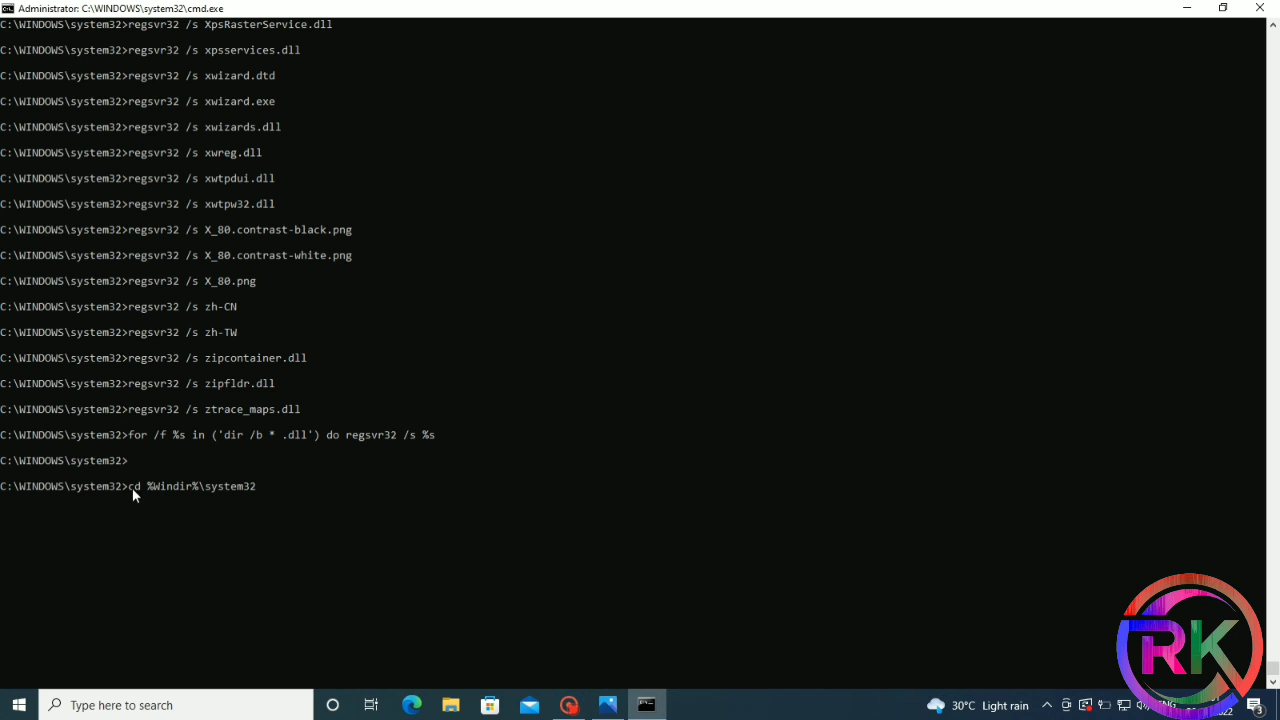 Administrator: C:\WINDOWS\system32\cmd.exe
C:\WINDOWS\system32>regsvr32 /s XpsRasterService.dll
C:\WINDOWS\system32>regsvr32 /s xpsservices.dll
C:\WINDOWS\system32>regsvr32 /s xwizard.dtd
C:\WINDOWS\system32>regsvr32 /s xwizard.exe
C:\WINDOWS\system32>regsvr32 /s xwizards.dll
C:\WINDOWS\system32>regsvr32 /s xwreg.dll
C:\WINDOWS\system32>regsvr32 /s xwtpdui.dll
C:\WINDOWS\system32>regsvr32 /s xwtpw32.dll
C:\WINDOWS\system32>regsvr32 /s X_80.contrast-black.png
C:\WINDOWS\system32>regsvr32 /s X_80.contrast-white.png
C:\WINDOWS\system32>regsvr32 /s X_80.png
C:\WINDOWS\system32>regsvr32 /s zh-CN
C:\WINDOWS\system32>regsvr32 /s zh-TW
C:\WINDOWS\system32>regsvr32 /s zipcontainer.dll
C:\WINDOWS\system32>regsvr32 /s zipfldr.dll
C:\WINDOWS\system32>regsvr32 /s ztrace_maps.dll
C:\WINDOWS\system32>for /f %s in ('dir /b * .dll') do regsvr32 /s %s
C:\WINDOWS\system32>
C:\WINDOWS\system32>cd %Windir%\system32
RK
Type here to search
30°C Light rain
ENG
2022
3